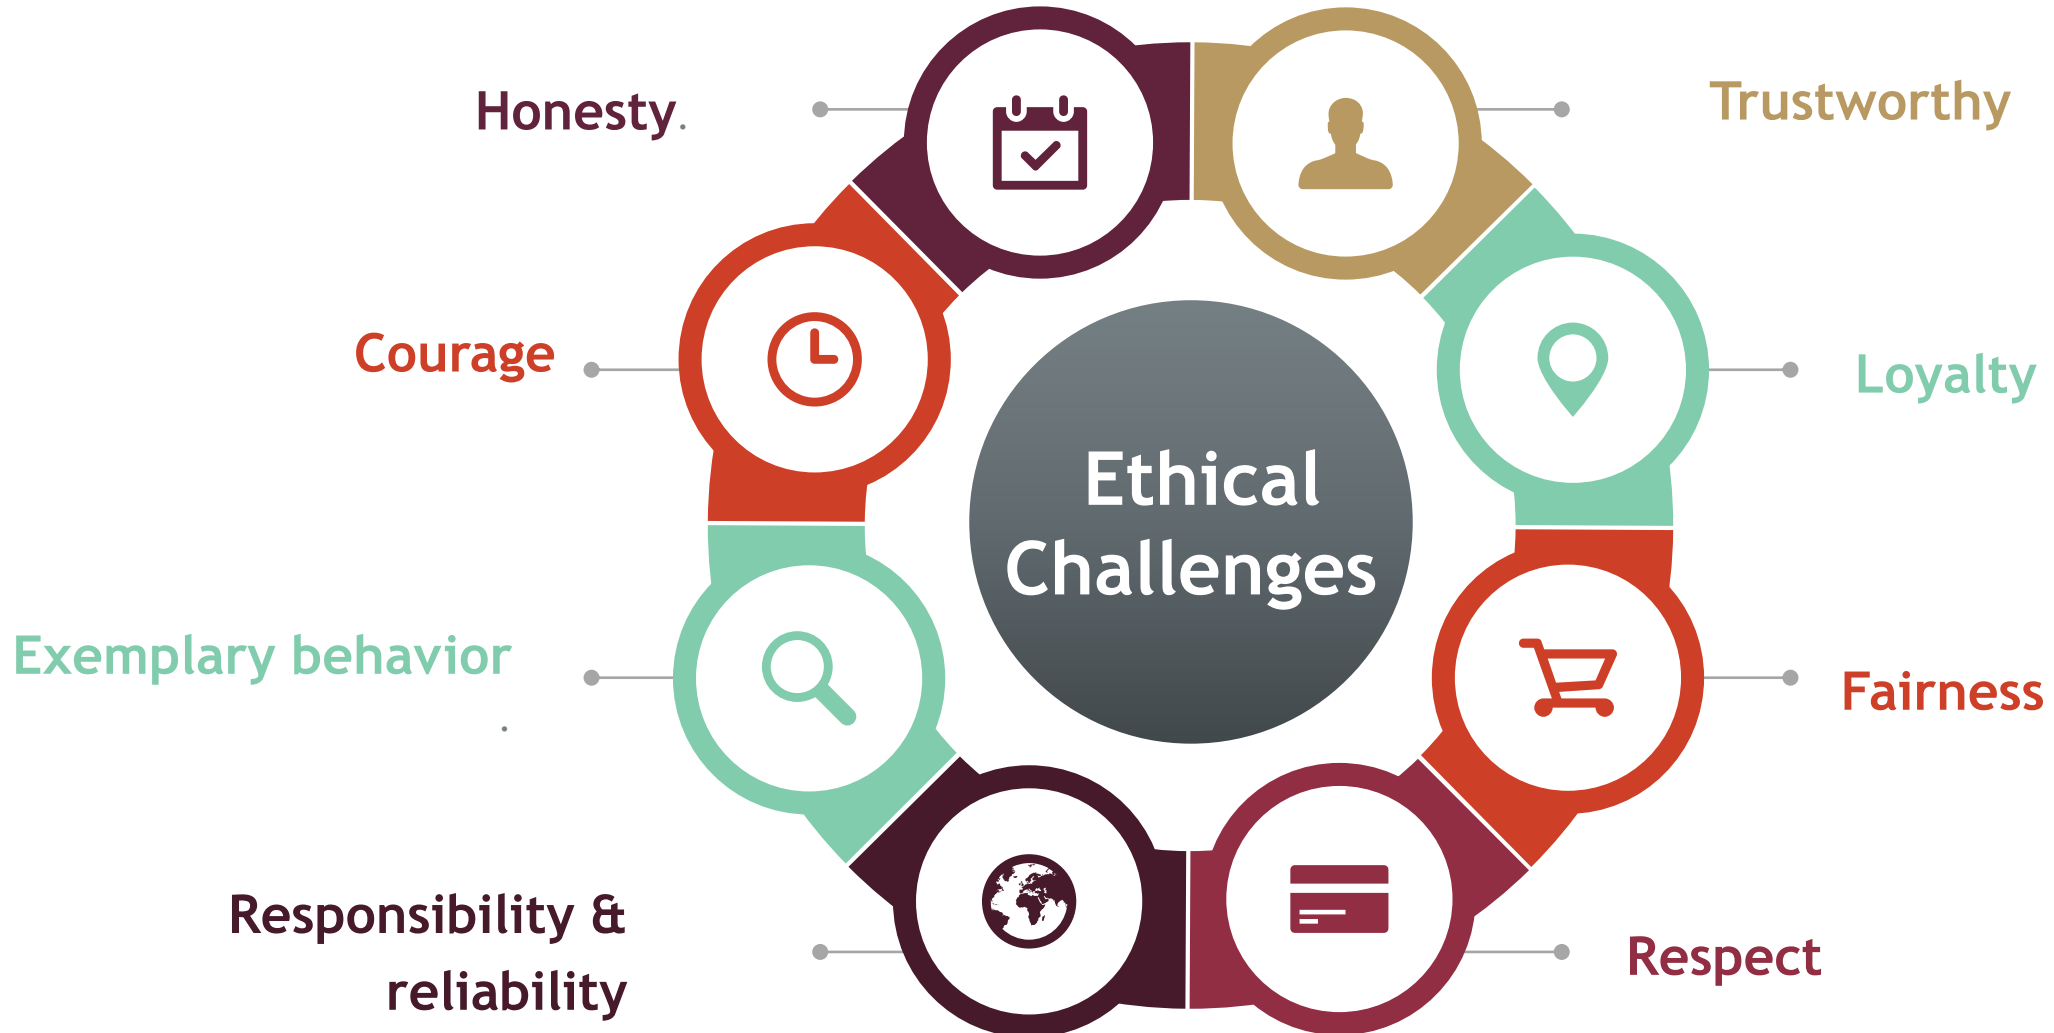 Honesty.
Trustworthy
Courage
Loyalty
Ethical
Challenges
Exemplary behavior
.
Fairness
Responsibility &
reliability
Respect